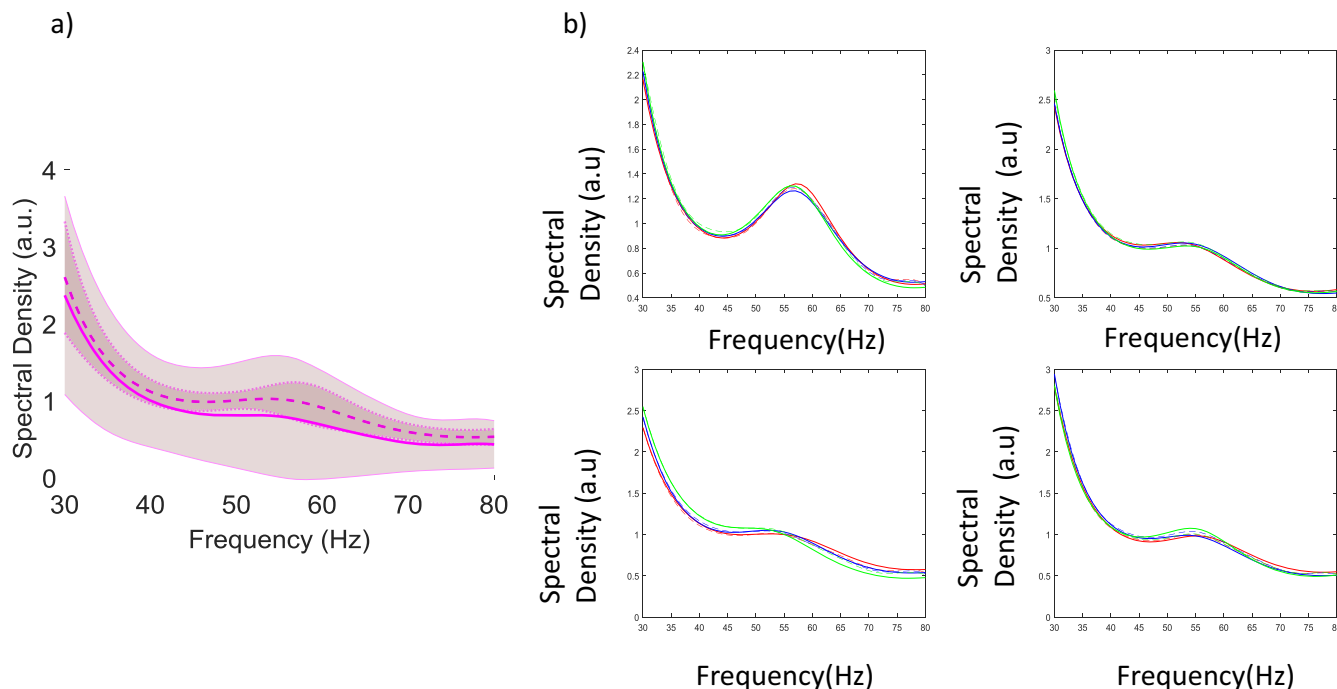 a)
Spectral Density (a.u.)
4
3
2
1
0
30 40 50 60 70 80
Frequency (Hz)
b)
Spectral
Density (a.u)
2.4
2.2
2
1.8
1.6
1.4
1.2
1
0.8
0.6
0.4
30 35 40 45 50 55 60 65 70 75 80
Frequency(Hz)
Spectral
Density (a.u)
3
2.5
2
1.5
1
0.5
30 35 40 45 50 55 60 65 70 75 80
Frequency(Hz)
Spectral
Density (a.u)
3
2.5
2
1.5
1
0.5
0
30 35 40 45 50 55 60 65 70 75 80
Frequency(Hz)
Spectral
Density (a.u)
3
2.5
2
1.5
1
0.5
0
30 35 40 45 50 55 60 65 70 75 80
Frequency(Hz)